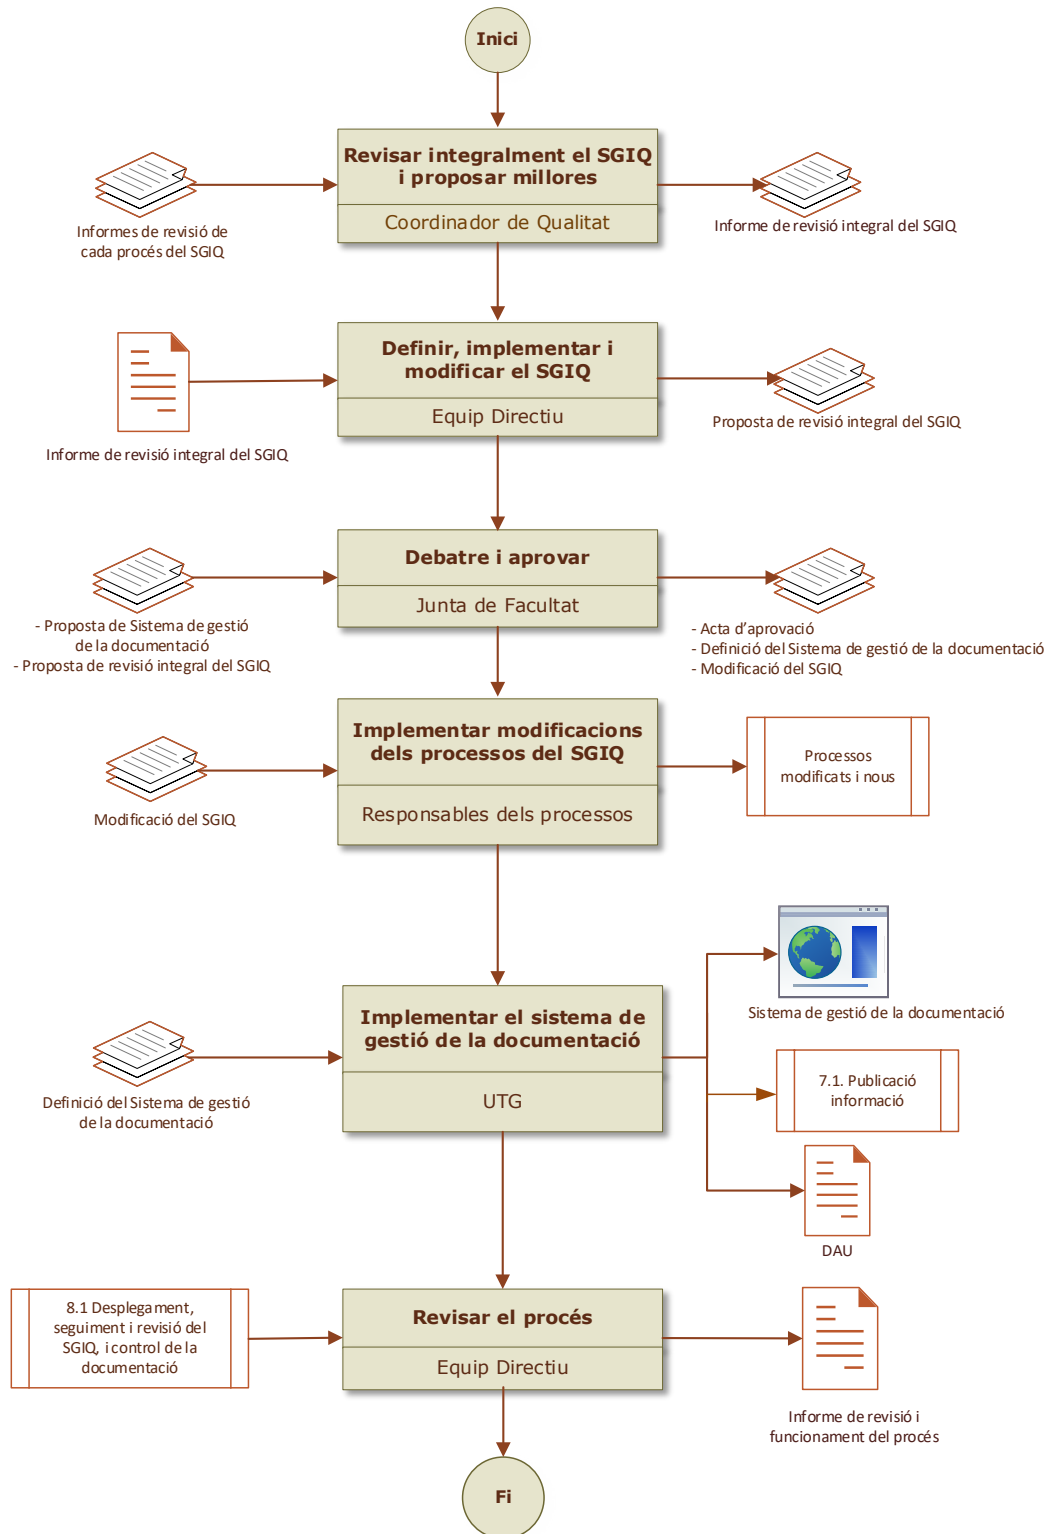 Inici
Revisar integralment el SGIQ
i proposar millores
Coordinador de Qualitat
Informes de revisió de
cada procés del SGIQ
Informe de revisió integral del SGIQ
Definir, implementar i
modificar el SGIQ
Equip Directiu
Informe de revisió integral del SGIQ
Proposta de revisió integral del SGIQ
Debatre i aprovar
Junta de Facultat
- Proposta de Sistema de gestió
de la documentació
- Proposta de revisió integral del SGIQ
- Acta d’aprovació
- Definició del Sistema de gestió de la documentació
- Modificació del SGIQ
Implementar modificacions
dels processos del SGIQ
Responsables dels processos
Modificació del SGIQ
Processos
modificats i nous
Implementar el sistema de
gestió de la documentació
UTG
Definició del Sistema de gestió
de la documentació
Sistema de gestió de la documentació
7.1. Publicació
informació
DAU
8.1 Desplegament,
seguiment i revisió del
SGIQ, i control de la
documentació
Revisar el procés
Equip Directiu
Informe de revisió i
funcionament del procés
Fi